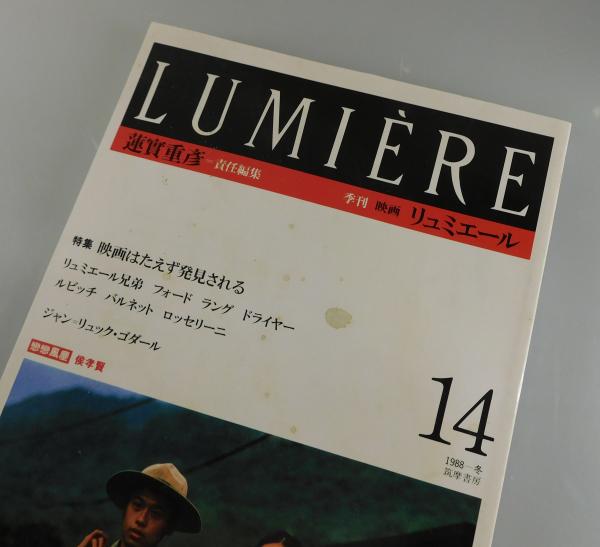 LUMIÈRE
蓮實重彦=責任編集
季刊 映画 リュミエール
特集 映画はたえず発見される
リュミエール兄弟 フォード ラング ドライヤー
ルビッチ バルネット ロッセリーニ
ジャン=リュック・ゴダール
戀戀風塵 侯孝賢
14
1988—冬
筑摩書房